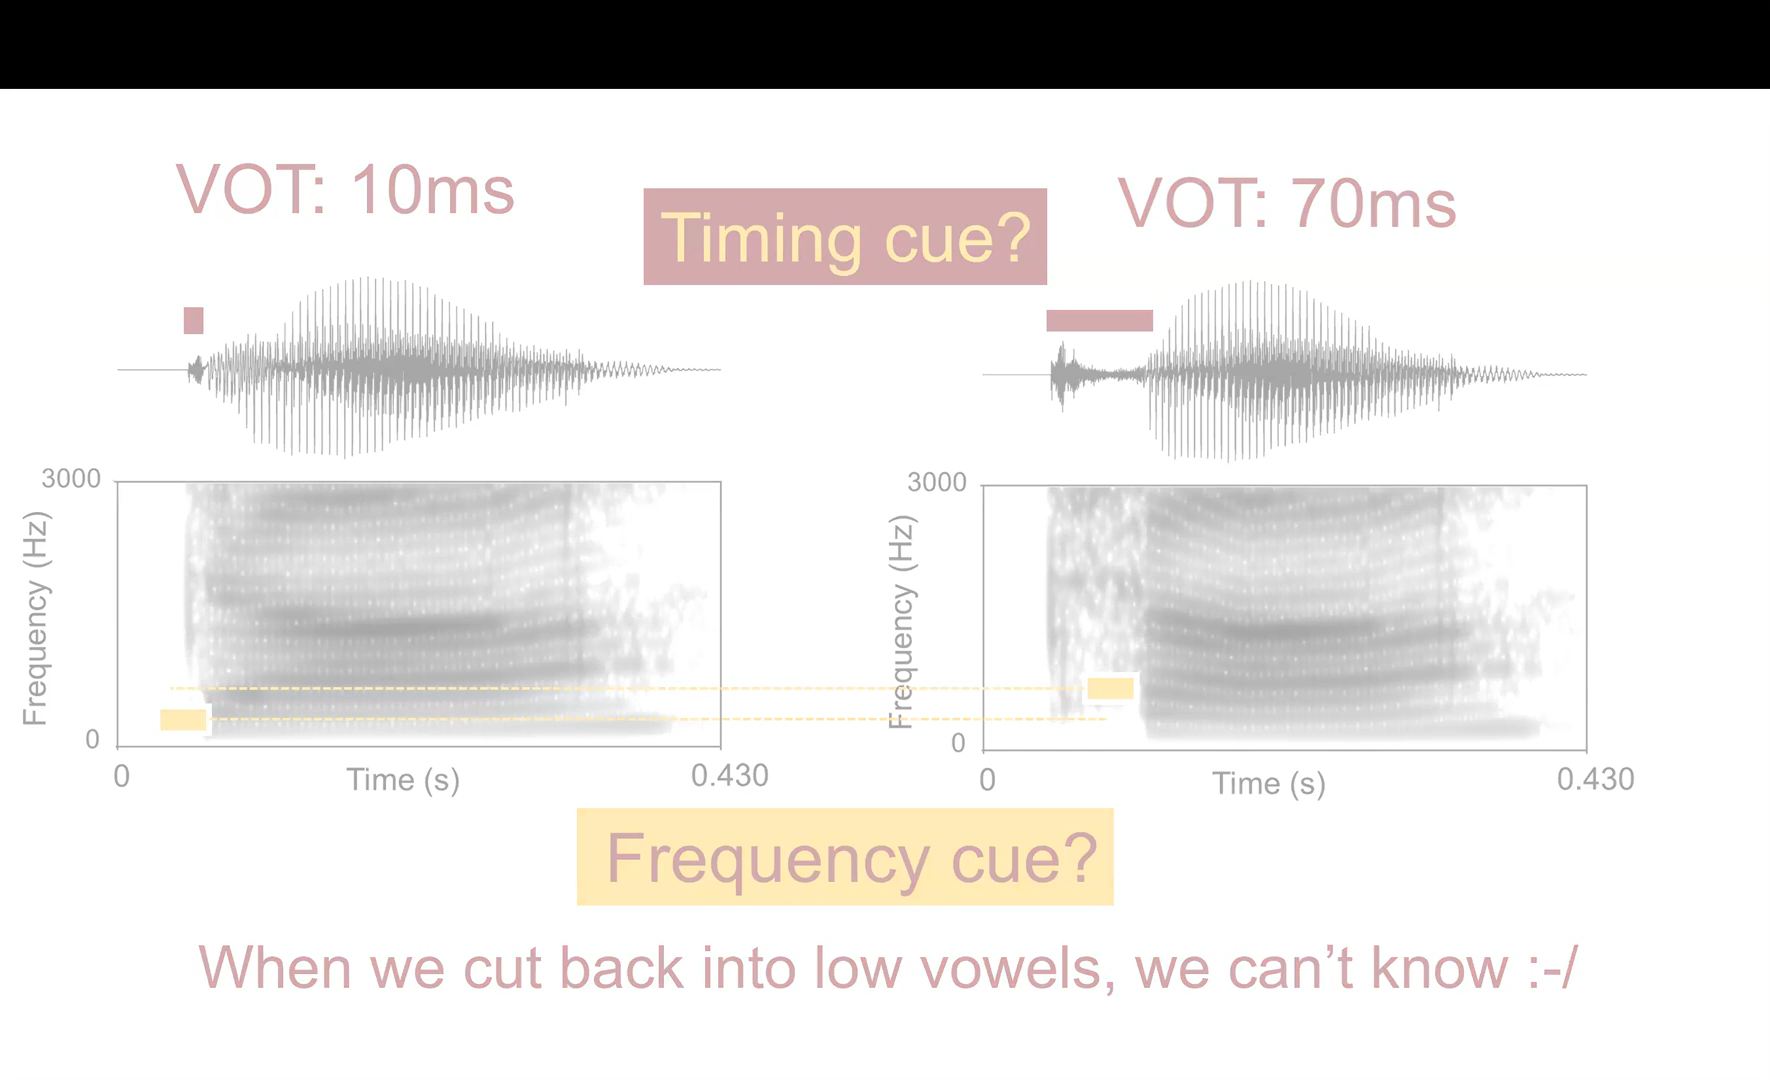 VOT: 10ms
Timing cue?
VOT: 70ms
3000
Frequency (Hz)
0
0
Time (s)
0.430
3000
Frequency (Hz)
0
0
Time (s)
0.430
Frequency cue?
When we cut back into low vowels, we can’t know :-/